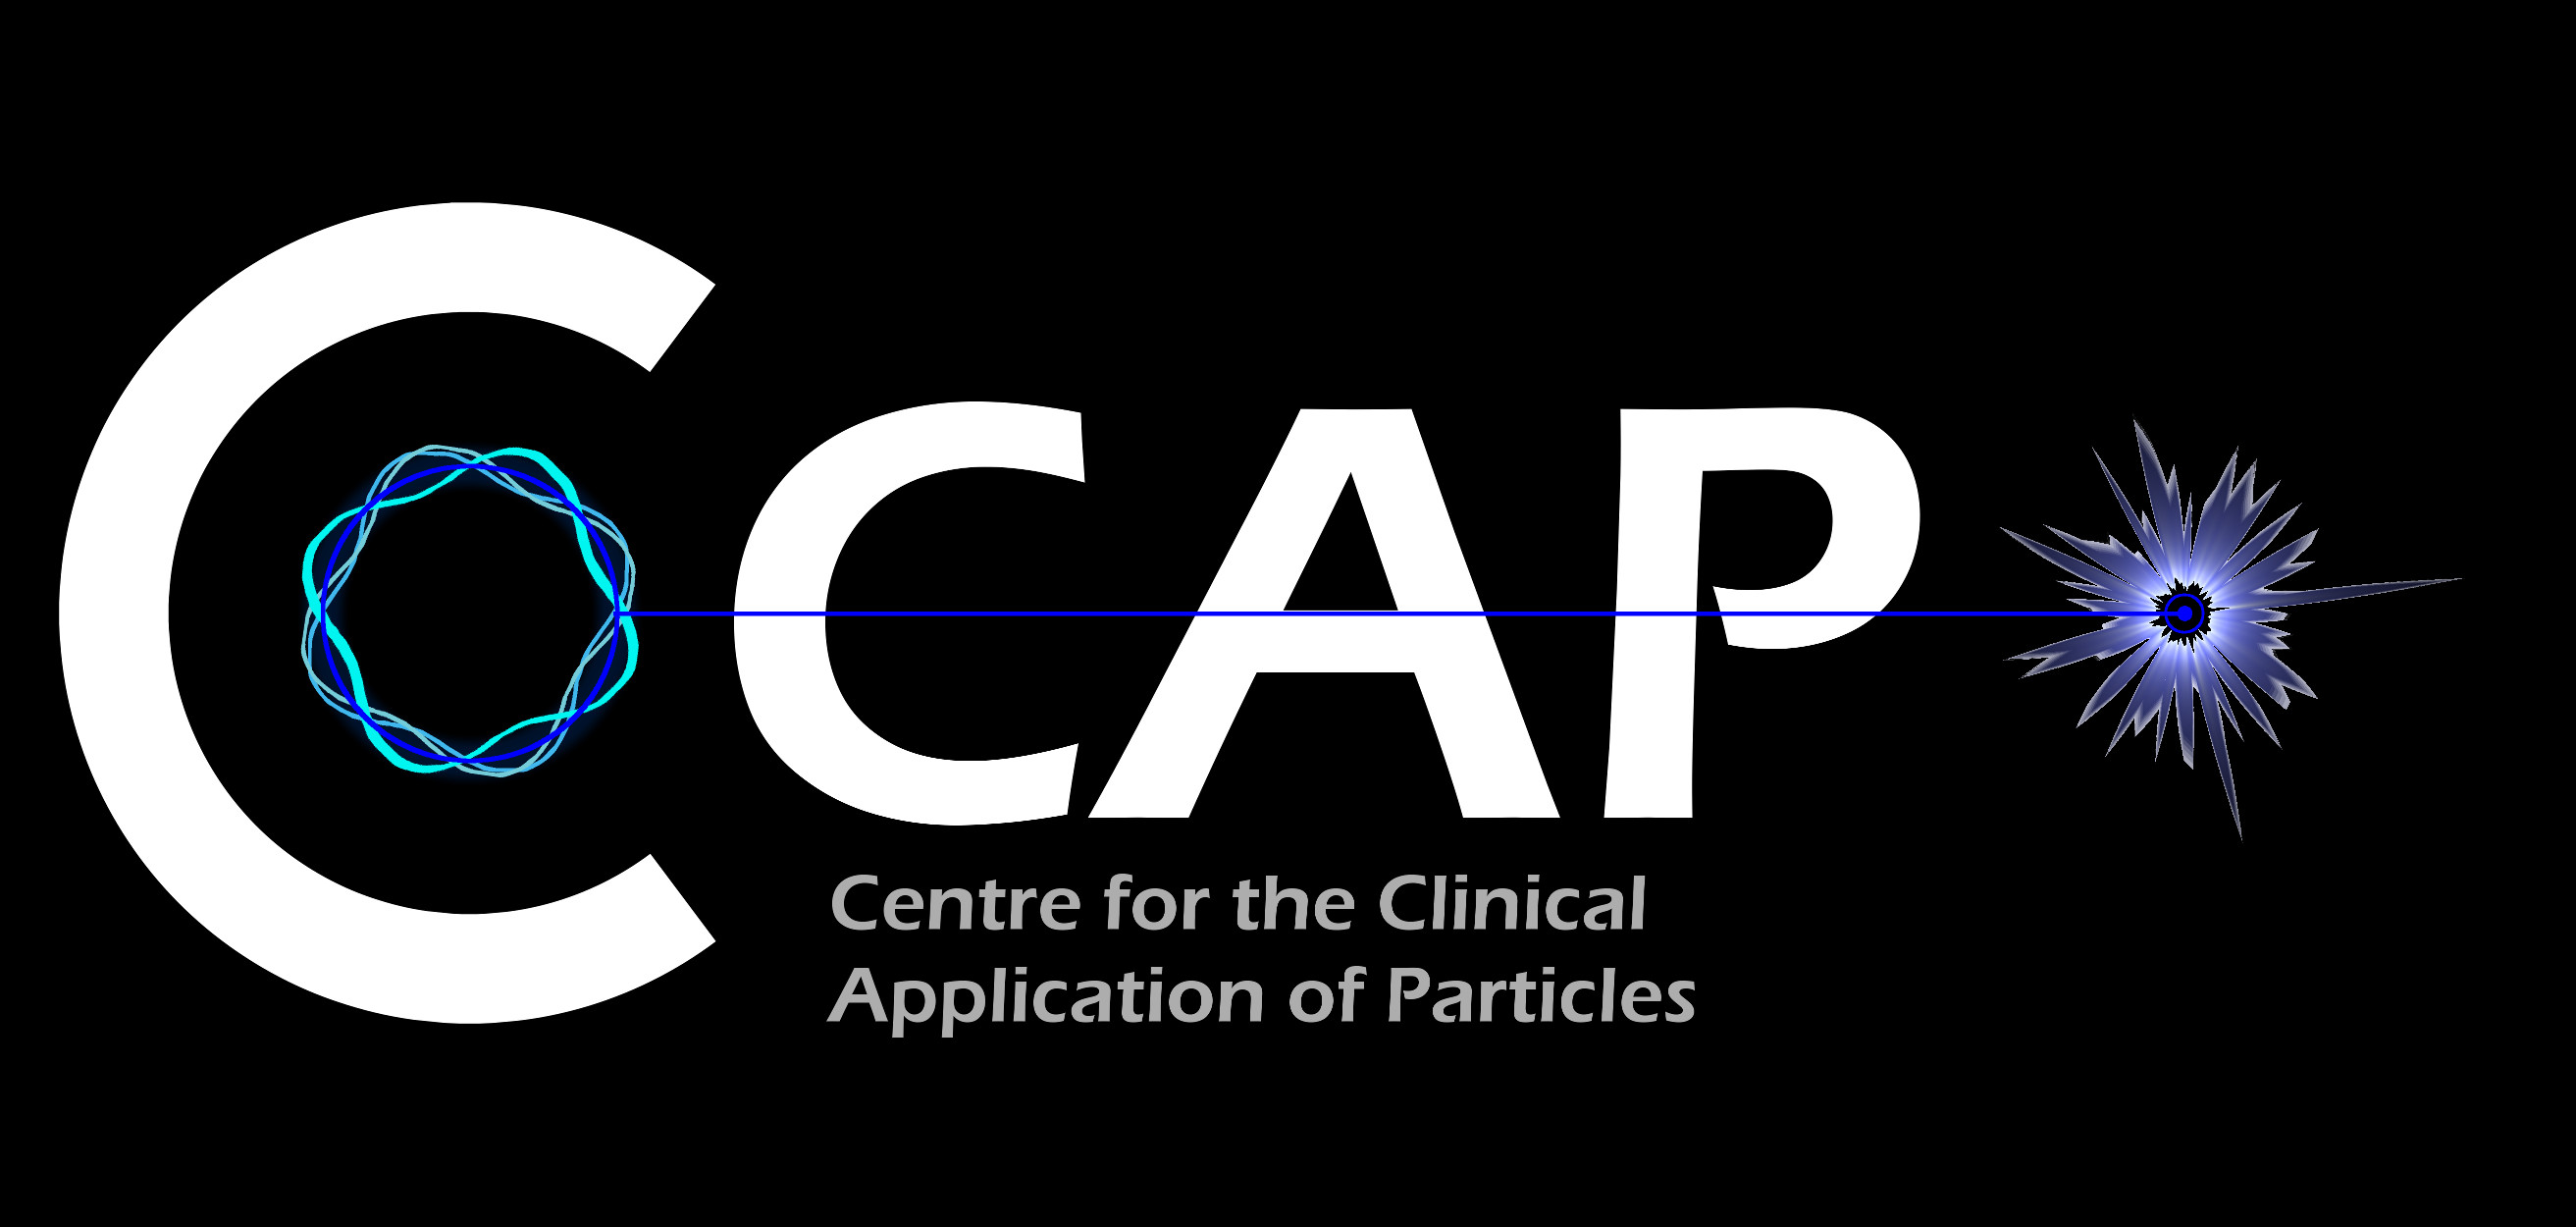 CCAP
Centre for the Clinical
Application of Particles